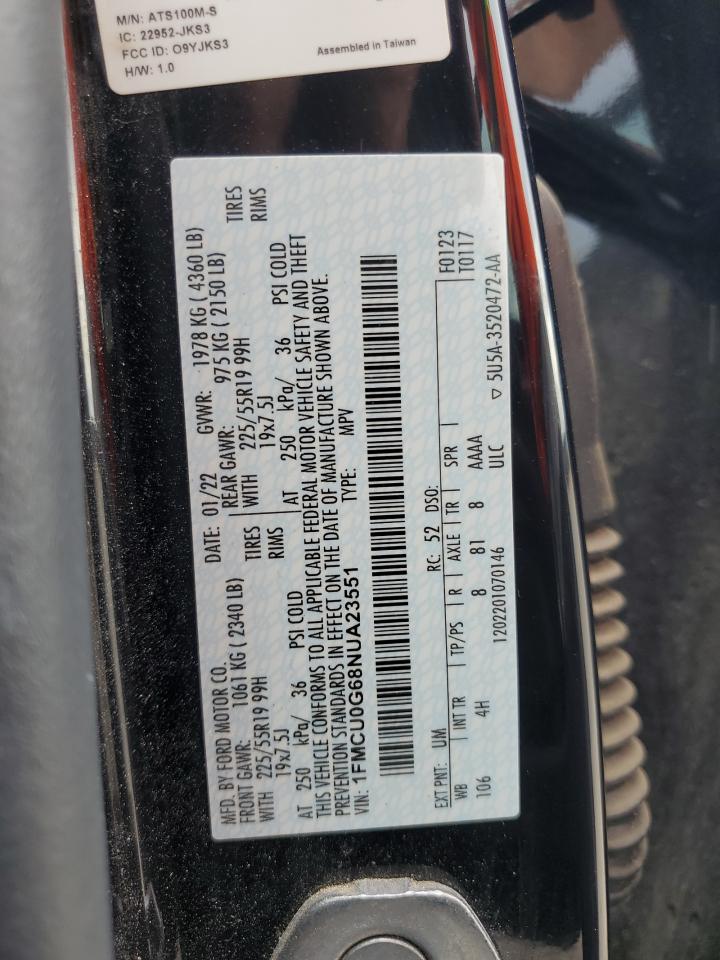 M/N: ATS100M-S
IC: 22952-JKS3
FCC ID: O9YJKS3
H/W: 1.0
Assembled in Taiwan
MFD. BY FORD MOTOR CO.
DATE: 01/22 GVWR: 1978 KG ( 4360 LB)
FRONT GAWR: 1061 KG ( 2340 LB) REAR GAWR: 975 KG ( 2150 LB)
WITH 225/55R19 99H TIRES WITH 225/55R19 99H TIRES
19x7.5J RIMS 19x7.5J RIMS
AT 250 kPa/ 36 PSI COLD AT 250 kPa/ 36 PSI COLD
THIS VEHICLE CONFORMS TO ALL APPLICABLE FEDERAL MOTOR VEHICLE SAFETY AND THEFT
PREVENTION STANDARDS IN EFFECT ON THE DATE OF MANUFACTURE SHOWN ABOVE.
VIN: 1FMCU0G68NUA23551 TYPE: MPV
F0123
EXT PNT: UM RC: 52 DSO: T0117
WB INT TR TP/PS R AXLE TR SPR
106 4H 8 81 8 AAAA
1202201070146 ULC ▽ 5U5A-3520472-AA